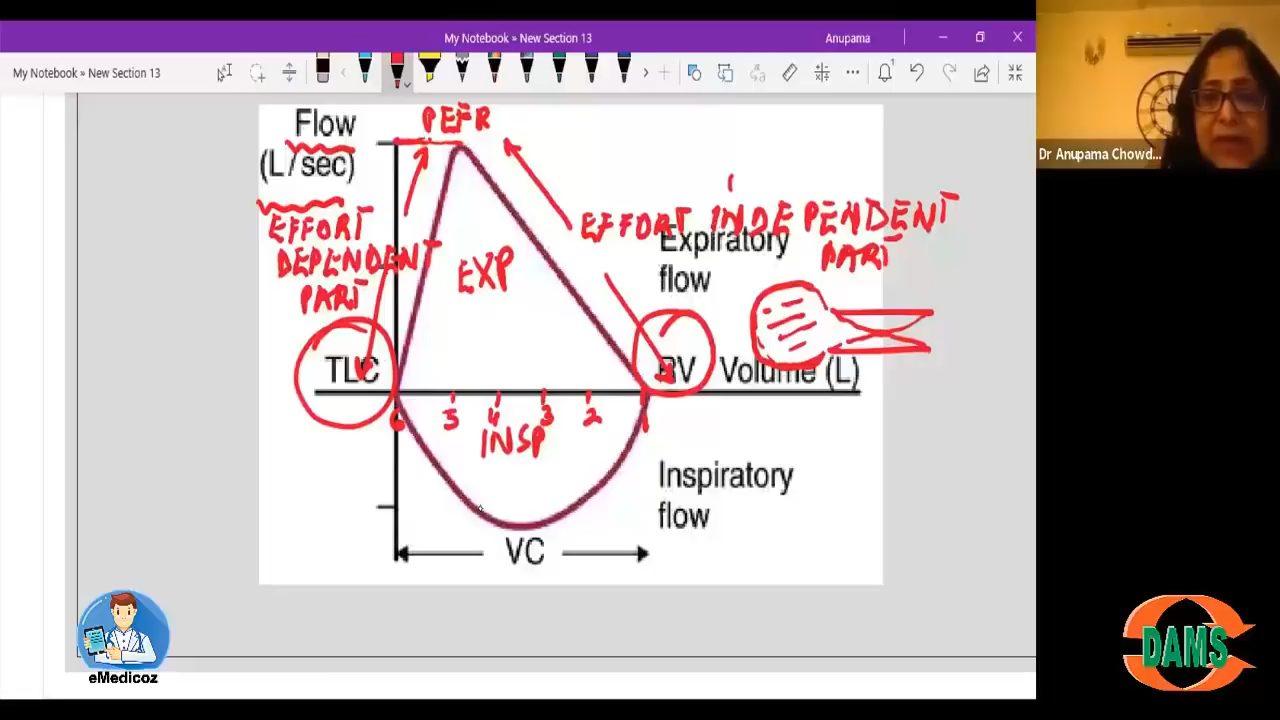 My Notebook » New Section 13
Anupama
My Notebook » New Section 13
Dr Anupama Chowd...
PEFR
Flow
(L/sec)
EFFORT
DEPENDENT
PART
EFFORT INDEPENDENT
PART
Expiratory
flow
EXP
TLC
RV
Volume (L)
6 5 4 3 2 1
INSP
Inspiratory
flow
VC
eMedicoz
DAMS